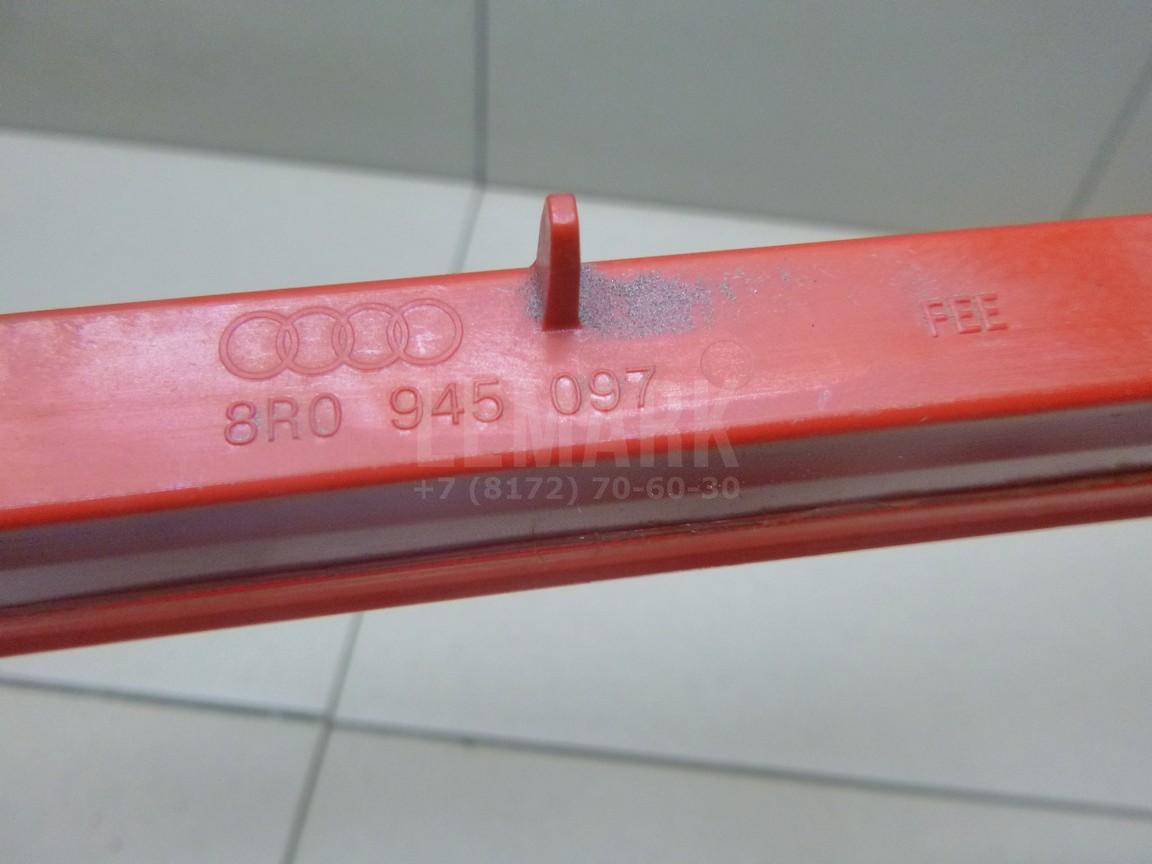 FEE
8R0 945 097
LEMARK
+7 (8172) 70-60-30